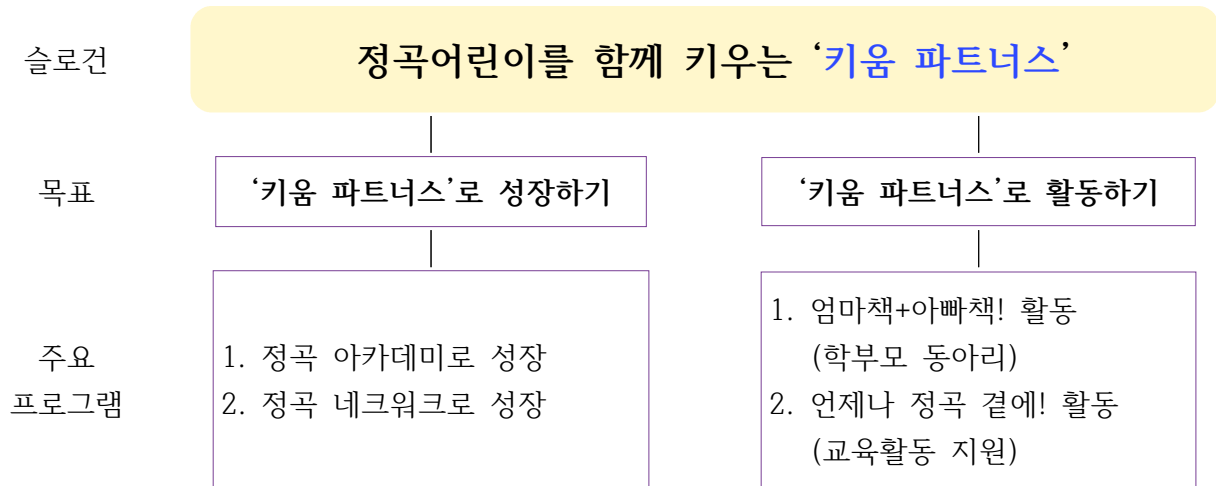 슬로건
정곡어린이를 함께 키우는 ‘키움 파트너스’
목표
‘키움 파트너스’로 성장하기
‘키움 파트너스’로 활동하기
주요
프로그램
1. 정곡 아카데미로 성장
2. 정곡 네크워크로 성장
1. 엄마책+아빠책! 활동
(학부모 동아리)
2. 언제나 정곡 곁에! 활동
(교육활동 지원)